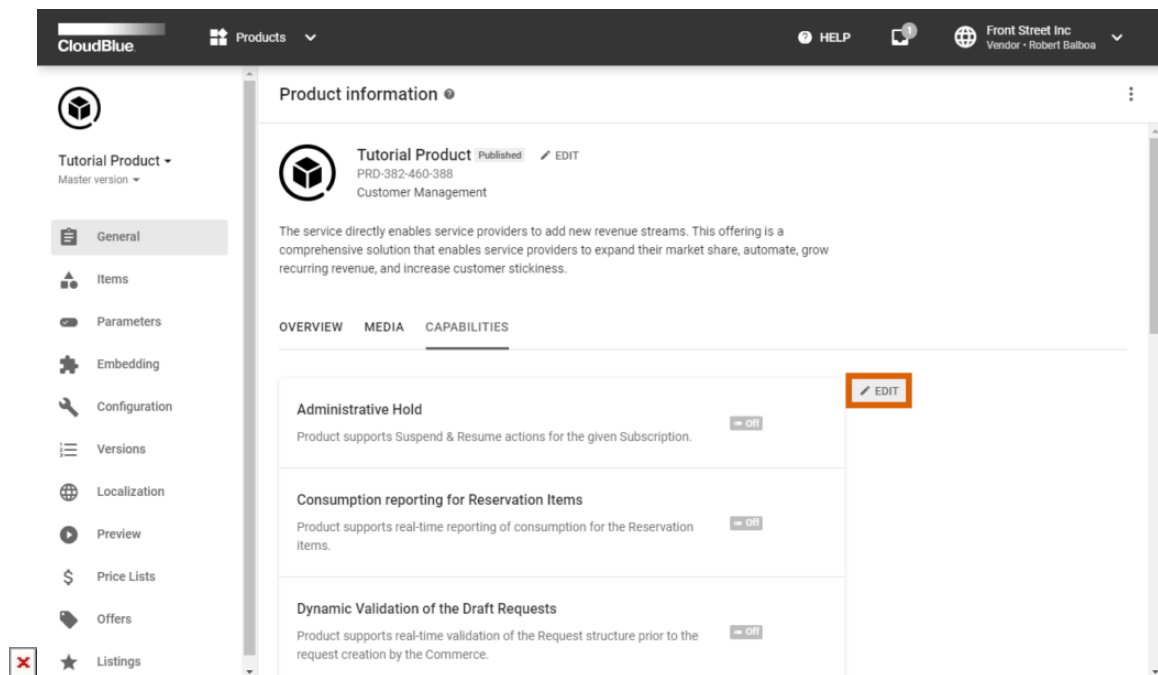 CloudBlue.
Products
HELP
1
Front Street Inc
Vendor • Robert Balboa
Tutorial Product
Master version
General
Items
Parameters
Embedding
Configuration
Versions
Localization
Preview
Price Lists
Offers
Listings
Product information
Tutorial Product Published EDIT
PRD-382-460-388
Customer Management
The service directly enables service providers to add new revenue streams. This offering is a
comprehensive solution that enables service providers to expand their market share, automate, grow
recurring revenue, and increase customer stickiness.
OVERVIEW MEDIA CAPABILITIES
EDIT
Administrative Hold
Product supports Suspend & Resume actions for the given Subscription.
Off
Consumption reporting for Reservation Items
Product supports real-time reporting of consumption for the Reservation
items.
Off
Dynamic Validation of the Draft Requests
Product supports real-time validation of the Request structure prior to the
request creation by the Commerce.
Off